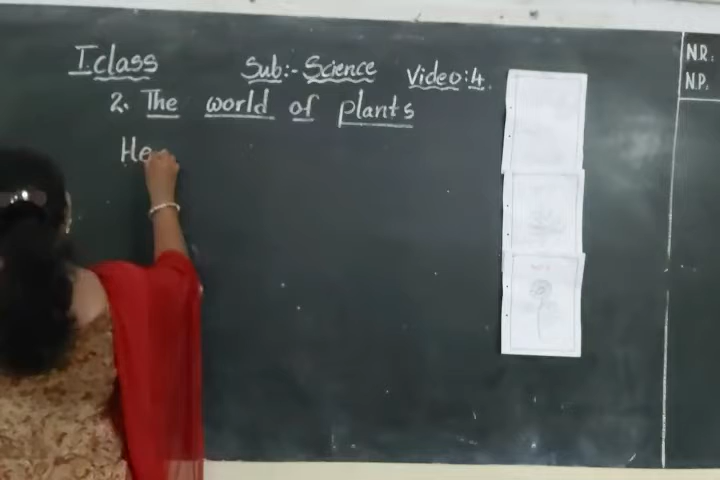 I class Sub:- Science Video:4.
2. The world of plants
He
N.R:
N.P: